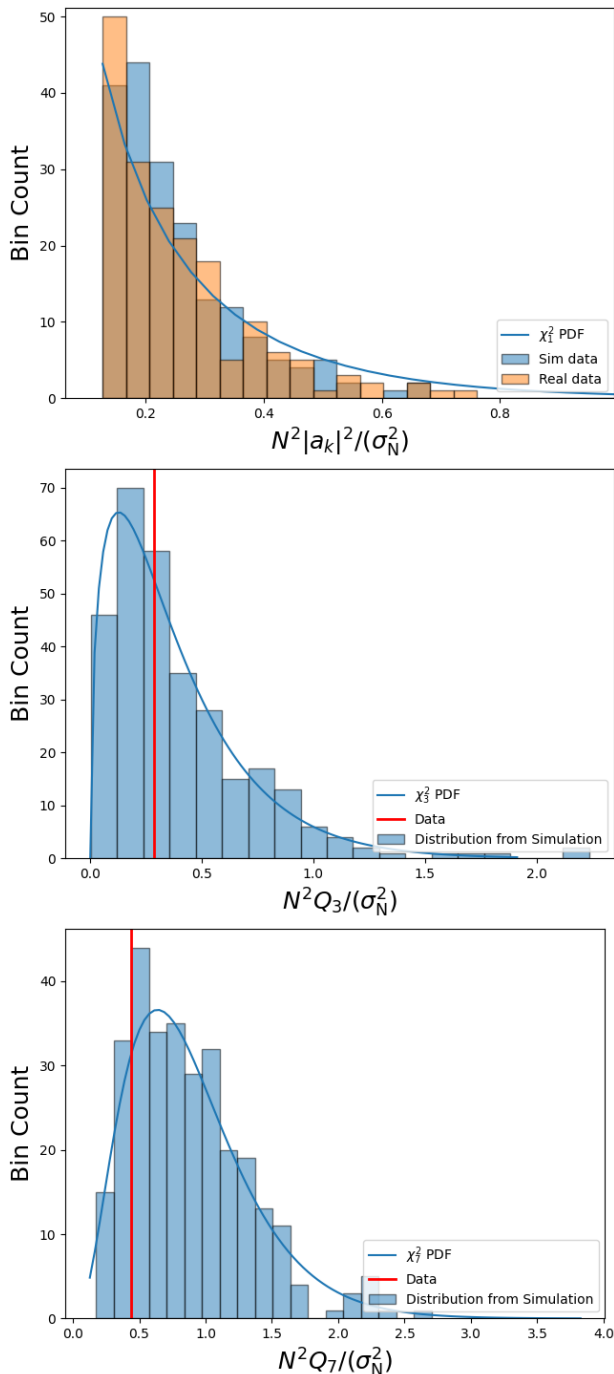 50
40
30
20
10
0
Bin Count
χ²₁ PDF
Sim data
Real data
0.2 0.4 0.6 0.8
N²|aₖ|²/(σ²_N)
70
60
50
40
30
20
10
0
Bin Count
χ²₃ PDF
Data
Distribution from Simulation
0.0 0.5 1.0 1.5 2.0
N²Q₃/(σ²_N)
40
30
20
10
0
Bin Count
χ²₇ PDF
Data
Distribution from Simulation
0.0 0.5 1.0 1.5 2.0 2.5 3.0 3.5 4.0
N²Q₇/(σ²_N)